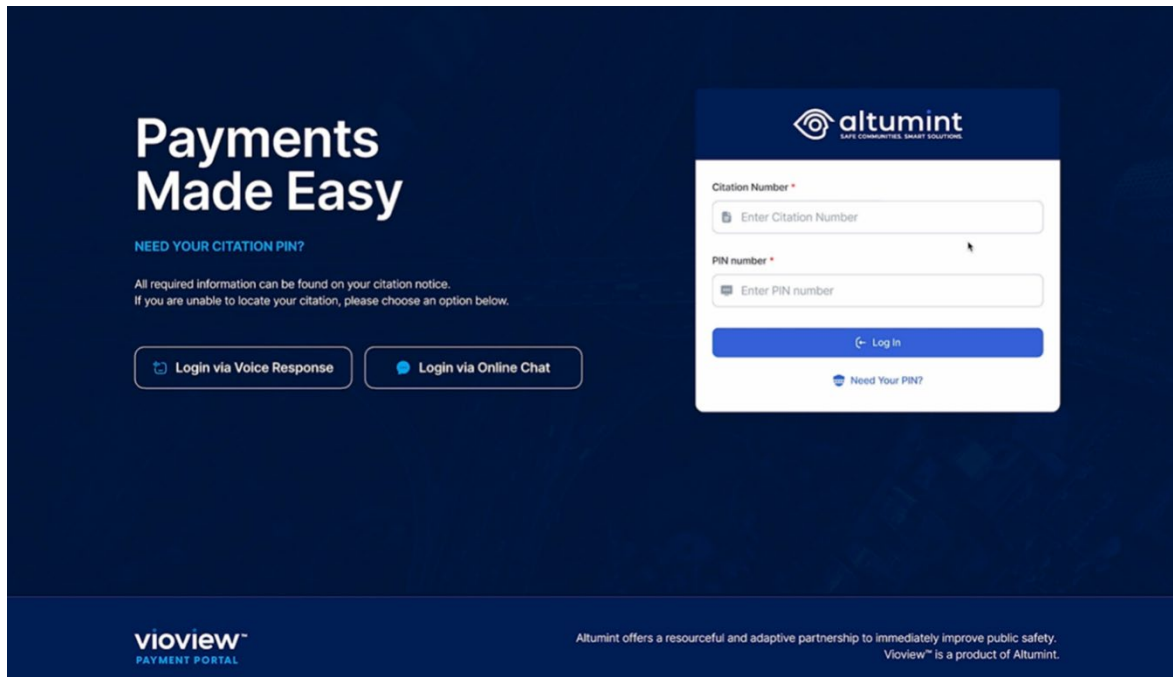 Payments
Made Easy
NEED YOUR CITATION PIN?
All required information can be found on your citation notice.
If you are unable to locate your citation, please choose an option below.
Login via Voice Response
Login via Online Chat
altumint
SAFE COMMUNITIES. SMART SOLUTIONS.
Citation Number *
Enter Citation Number
PIN number *
Enter PIN number
Log In
Need Your PIN?
vioview™
PAYMENT PORTAL
Altumint offers a resourceful and adaptive partnership to immediately improve public safety.
Vioview™ is a product of Altumint.